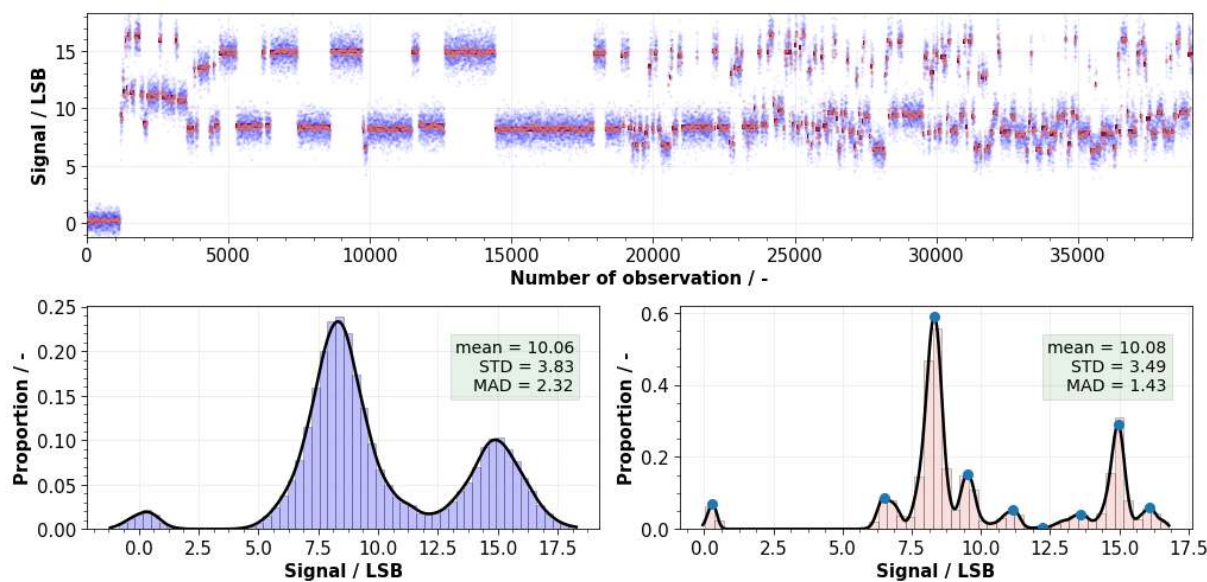 15
10
5
0
Signal / LSB
0 5000 10000 15000 20000 25000 30000 35000
Number of observation / -
0.25
0.20
0.15
0.10
0.05
0.00
Proportion / -
mean = 10.06
STD = 3.83
MAD = 2.32
0.0 2.5 5.0 7.5 10.0 12.5 15.0 17.5
Signal / LSB
0.6
0.4
0.2
0.0
Proportion / -
mean = 10.08
STD = 3.49
MAD = 1.43
0.0 2.5 5.0 7.5 10.0 12.5 15.0 17.5
Signal / LSB